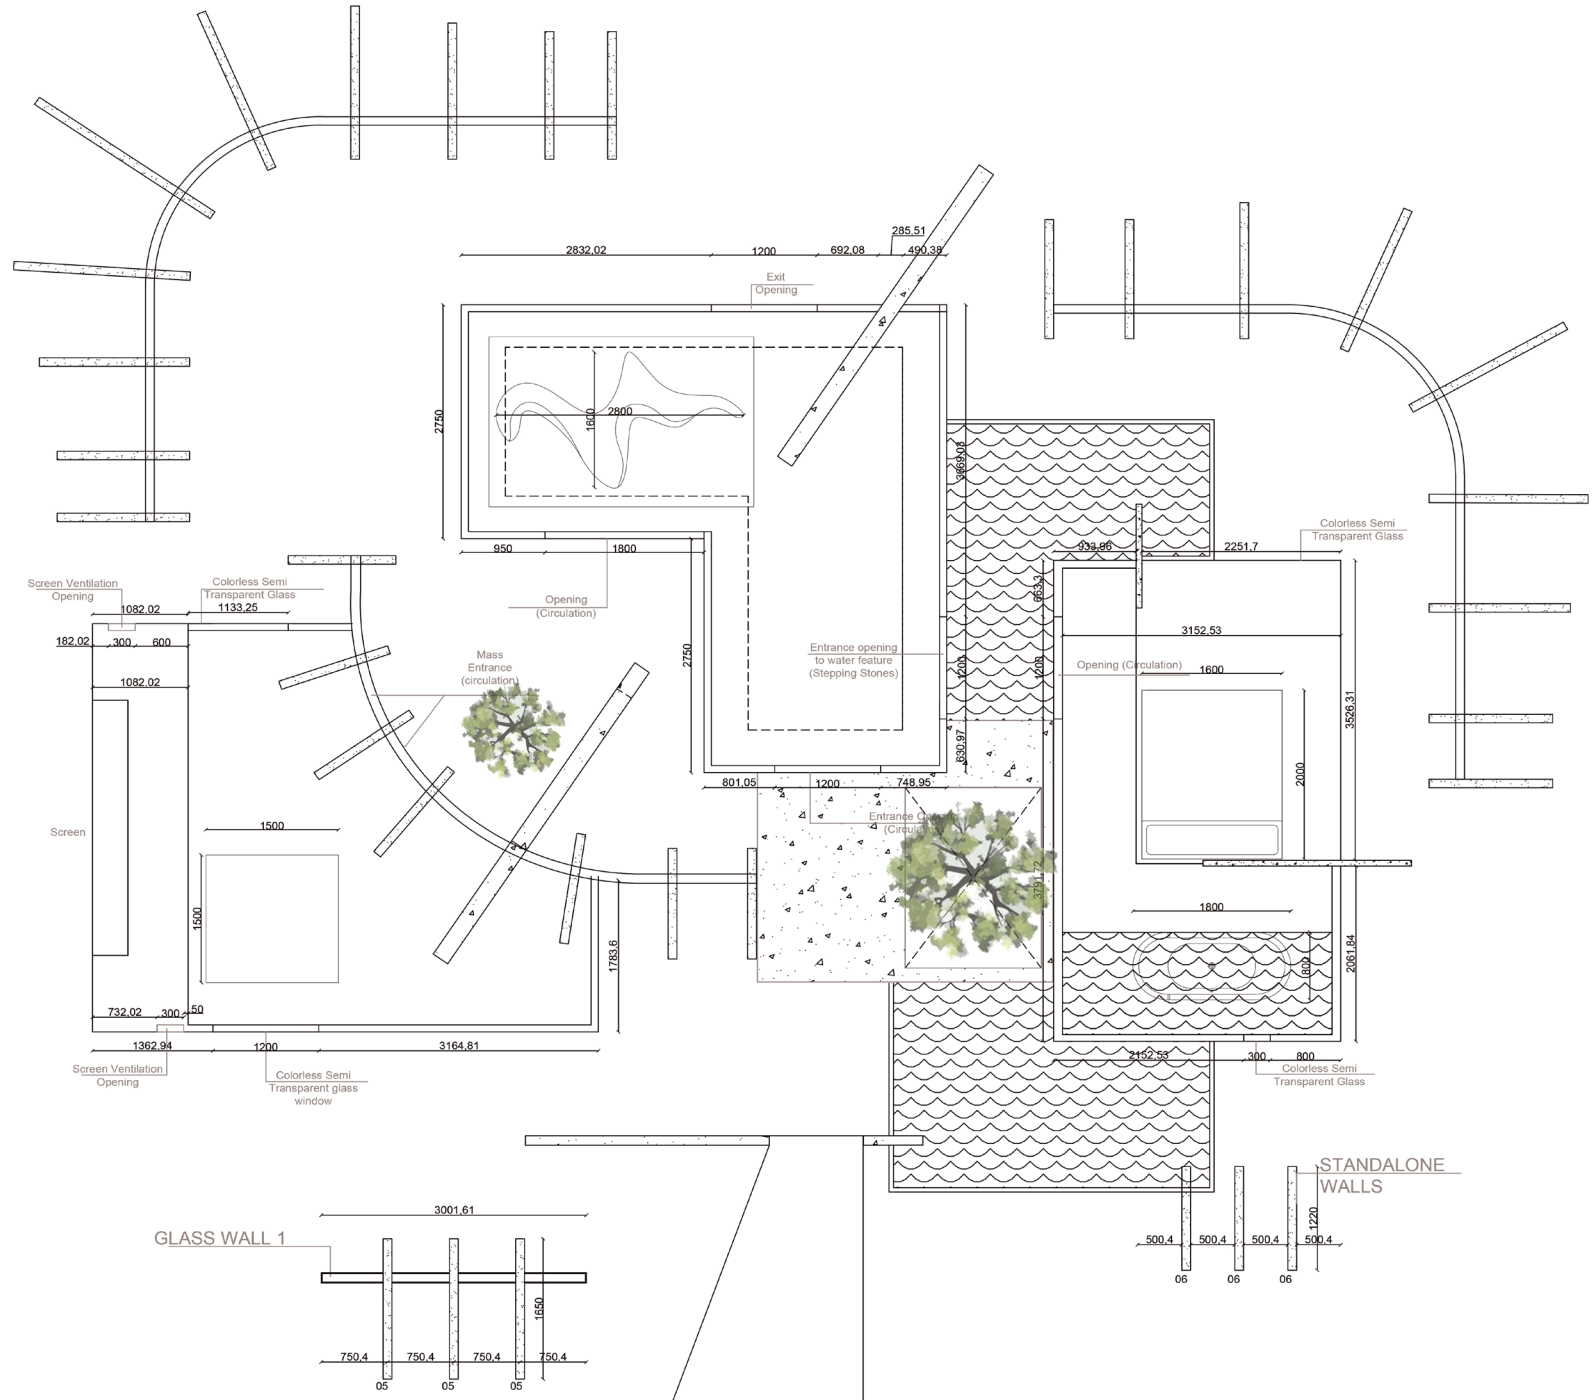 285,51
2832,02
1200
692,08
490,38
Exit
Opening
2750
1600
2800
3669,03
950
1800
933,96
2251,7
Colorless Semi
Transparent Glass
Screen Ventilation
Opening
Colorless Semi
Transparent Glass
1082,02
1133,25
182,02
300
600
1082,02
Opening
(Circulation)
663,3
3152,53
Mass
Entrance
(circulation)
2750
Entrance opening
to water feature
(Stepping Stones)
1200
1200
Opening (Circulation)
1600
3526,31
630,97
2000
801,05
1200
748,95
Screen
1500
1500
3791,72
1800
800
2061,84
1783,6
732,02
300
50
1362,94
1200
3164,81
Screen Ventilation
Opening
Colorless Semi
Transparent glass
window
2152,53
300
800
Colorless Semi
Transparent Glass
STANDALONE
WALLS
1220
500,4
500,4
500,4
500,4
06
06
06
3001,61
GLASS WALL 1
1650
750,4
750,4
750,4
750,4
05
05
05